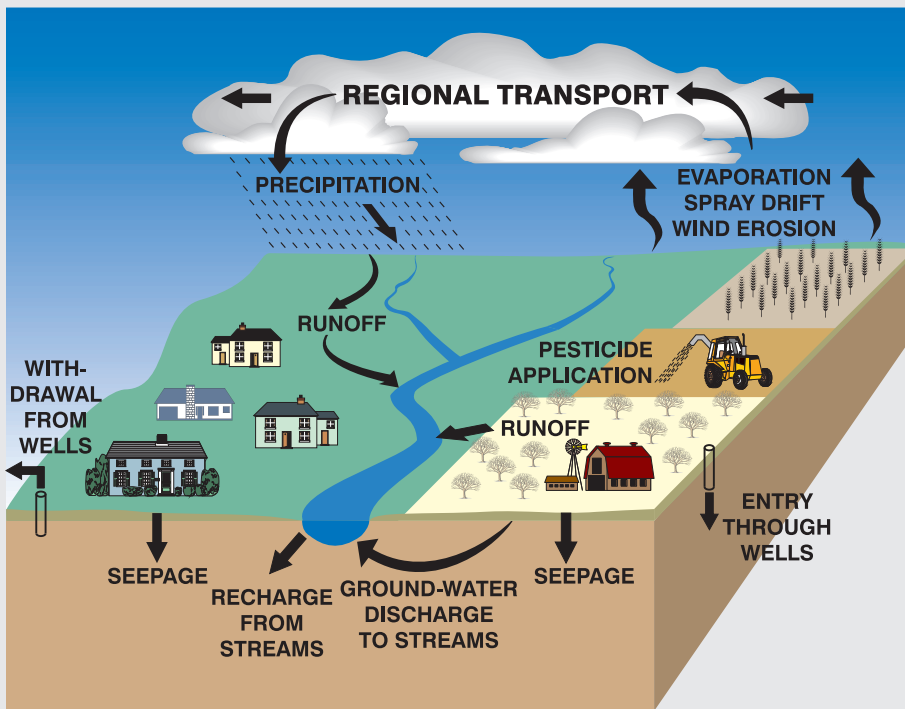 REGIONAL TRANSPORT
PRECIPITATION
EVAPORATION
SPRAY DRIFT
WIND EROSION
RUNOFF
PESTICIDE
APPLICATION
WITH-
DRAWAL
FROM
WELLS
RUNOFF
ENTRY
THROUGH
WELLS
SEEPAGE
RECHARGE
FROM
STREAMS
GROUND-WATER
DISCHARGE
TO STREAMS
SEEPAGE